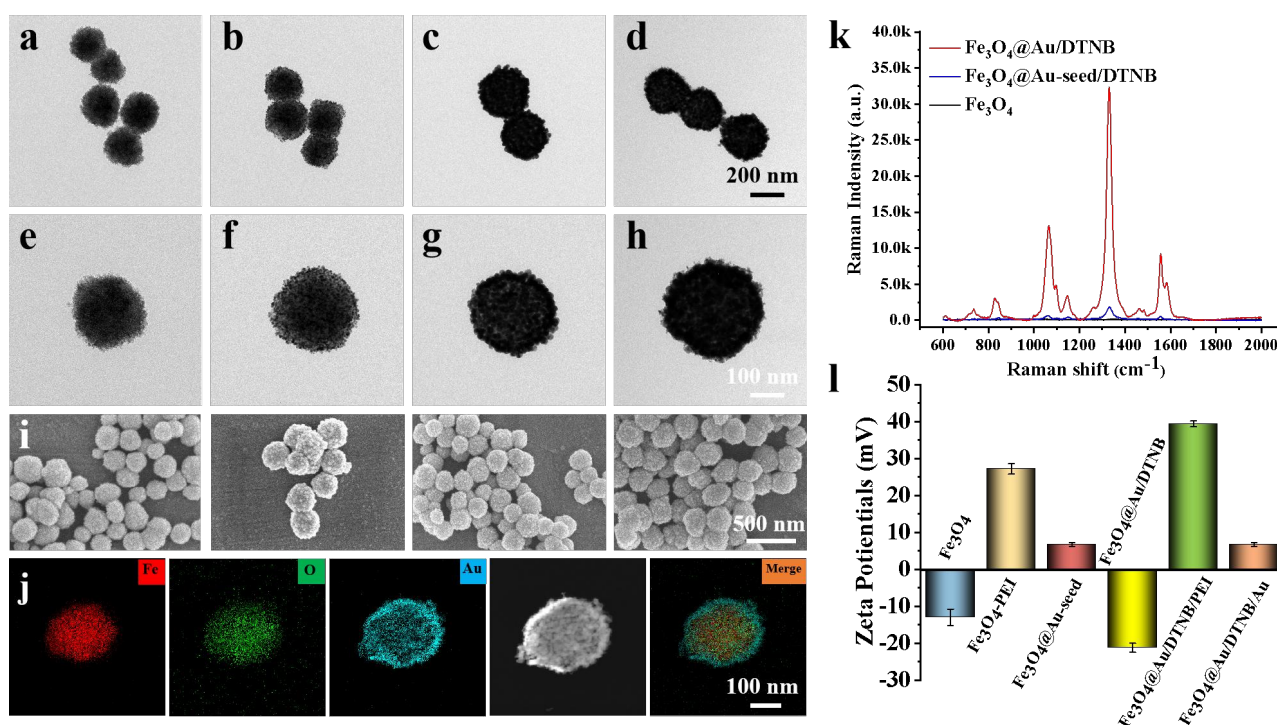 a
b
c
d
200 nm
e
f
g
h
100 nm
i
500 nm
j
Fe
O
Au
Merge
100 nm
k
Fe₃O₄@Au/DTNB
Fe₃O₄@Au-seed/DTNB
Fe₃O₄
Raman Indensity (a.u.)
40.0k
35.0k
30.0k
25.0k
20.0k
15.0k
10.0k
5.0k
0.0
600 800 1000 1200 1400 1600 1800 2000
Raman shift (cm⁻¹)
l
Zeta Potientials (mV)
50
40
30
20
10
0
-10
-20
-30
Fe₃O₄
Fe₃O₄-PEI
Fe₃O₄@Au-seed
Fe₃O₄@Au/DTNB
Fe₃O₄@Au/DTNB/PEI
Fe₃O₄@Au/DTNB/Au